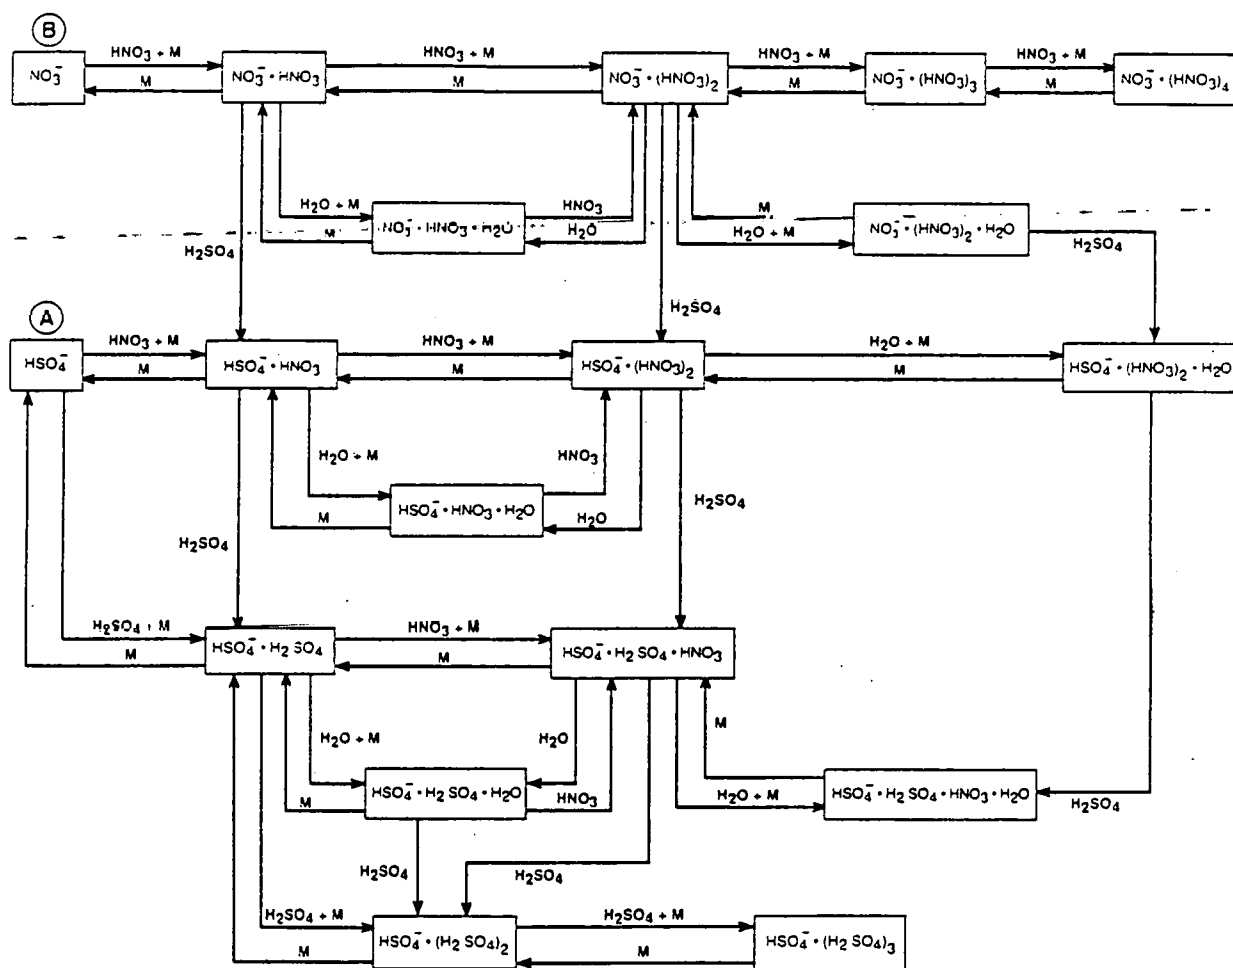 B
HNO₃ + M
HNO₃ + M
HNO₃ + M
HNO₃ + M
NO₃⁻
M
NO₃⁻ • HNO₃
M
NO₃⁻ • (HNO₃)₂
M
NO₃⁻ • (HNO₃)₃
M
NO₃⁻ • (HNO₃)₄
H₂O + M
HNO₃
M
M
NO₃⁻ • HNO₃ • H₂O
H₂O
H₂O + M
NO₃⁻ • (HNO₃)₂ • H₂O
H₂SO₄
H₂SO₄
H₂SO₄
A
HNO₃ + M
HNO₃ + M
H₂O + M
HSO₄⁻
M
HSO₄⁻ • HNO₃
M
HSO₄⁻ • (HNO₃)₂
M
HSO₄⁻ • (HNO₃)₂ • H₂O
H₂O + M
HNO₃
HSO₄⁻ • HNO₃ • H₂O
M
H₂O
H₂SO₄
H₂SO₄
H₂SO₄ + M
HNO₃ + M
M
HSO₄⁻ • H₂SO₄
M
HSO₄⁻ • H₂SO₄ • HNO₃
M
H₂O + M
H₂O
HSO₄⁻ • H₂SO₄ • H₂O
M
HNO₃
H₂O + M
HSO₄⁻ • H₂SO₄ • HNO₃ • H₂O
H₂SO₄
H₂SO₄
H₂SO₄
H₂SO₄ + M
H₂SO₄ + M
M
HSO₄⁻ • (H₂SO₄)₂
M
HSO₄⁻ • (H₂SO₄)₃